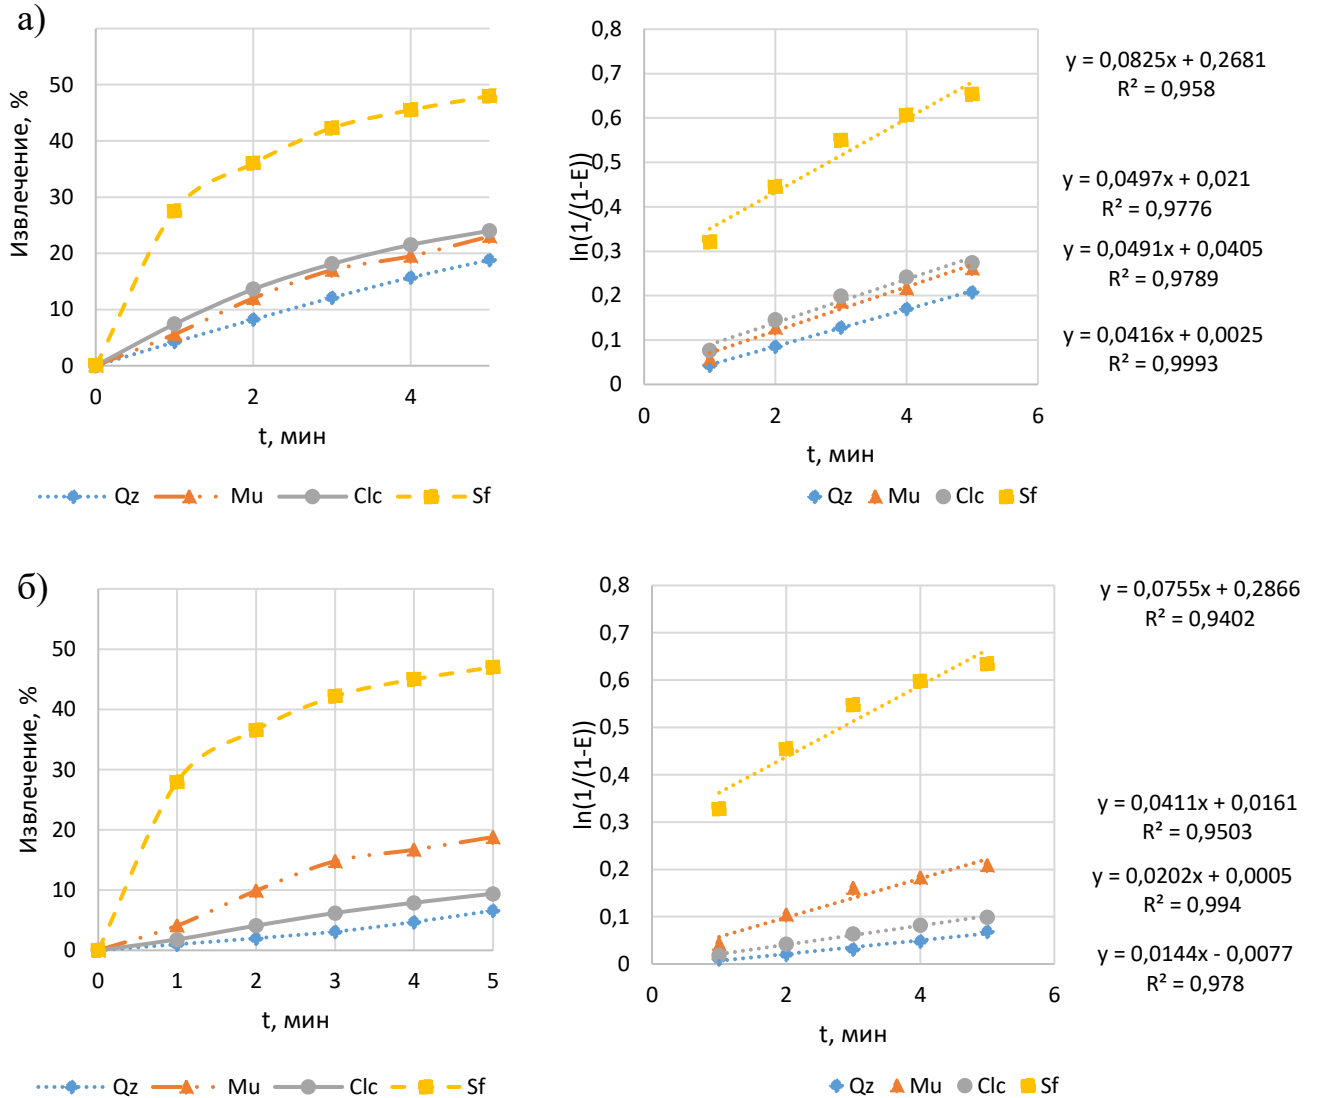 а)
Извлечение, %
50
40
30
20
10
0
0 2 4
t, мин
Qz Mu Clc Sf
ln(1/(1-E))
0,8
0,7
0,6
0,5
0,4
0,3
0,2
0,1
0
0 2 4 6
t, мин
Qz Mu Clc Sf
y = 0,0825x + 0,2681
R² = 0,958
y = 0,0497x + 0,021
R² = 0,9776
y = 0,0491x + 0,0405
R² = 0,9789
y = 0,0416x + 0,0025
R² = 0,9993
б)
Извлечение, %
50
40
30
20
10
0
0 1 2 3 4 5
t, мин
Qz Mu Clc Sf
ln(1/(1-E))
0,8
0,7
0,6
0,5
0,4
0,3
0,2
0,1
0
0 2 4 6
t, мин
Qz Mu Clc Sf
y = 0,0755x + 0,2866
R² = 0,9402
y = 0,0411x + 0,0161
R² = 0,9503
y = 0,0202x + 0,0005
R² = 0,994
y = 0,0144x - 0,0077
R² = 0,978